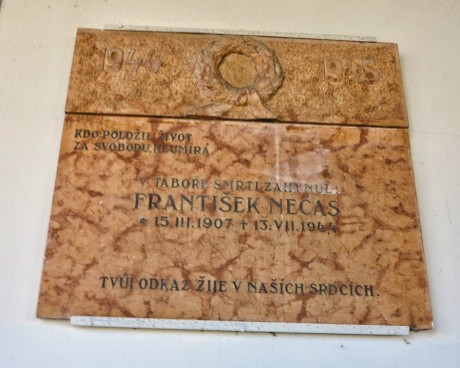 1944 1945
KDO POLOŽIL ŽIVOT
ZA SVOBODU, NEUMÍRÁ
V TÁBOŘE SMRTI ZAHYNUL:
FRANTIŠEK NEČAS
* 15.III.1907 + 13.VII.1944
TVŮJ ODKAZ ŽIJE V NAŠICH SRDCÍCH.